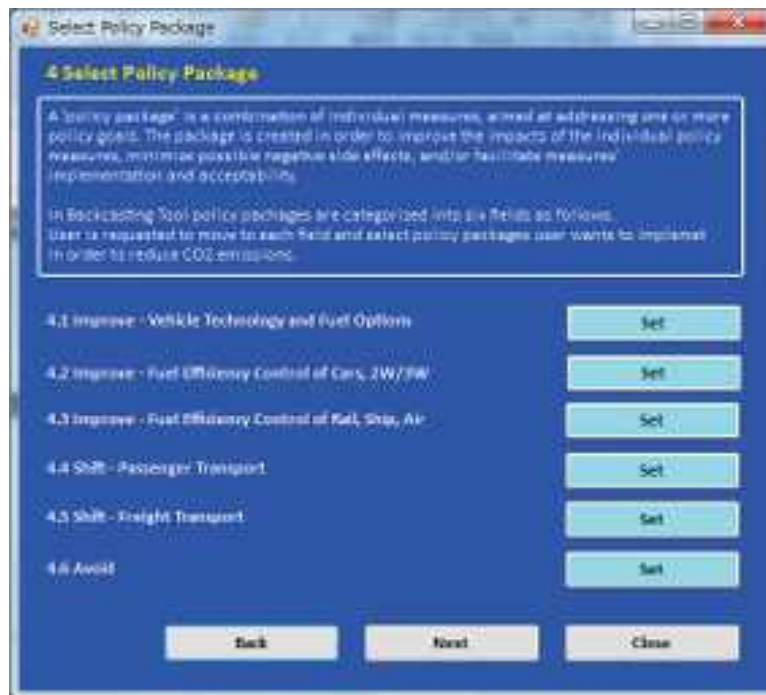 Select Policy Package
4 Select Policy Package
A 'policy package' is a combination of individual measures, aimed at addressing one or more
policy goals. The package is created in order to improve the impacts of the individual policy
measures, minimize possible negative side effects, and/or facilitate measures'
implementation and acceptability.
In Backcasting Tool policy packages are categorized into six fields as follows.
User is requested to move to each field and select policy packages user wants to implemet
in order to reduce CO2 emissions.
4.1 Improve - Vehicle Technology and Fuel Options
Set
4.2 Improve - Fuel Efficiency Control of Cars, 2W/3W
Set
4.3 Improve - Fuel Efficiency Control of Rail, Ship, Air
Set
4.4 Shift - Passenger Transport
Set
4.5 Shift - Freight Transport
Set
4.6 Avoid
Set
Back
Next
Close